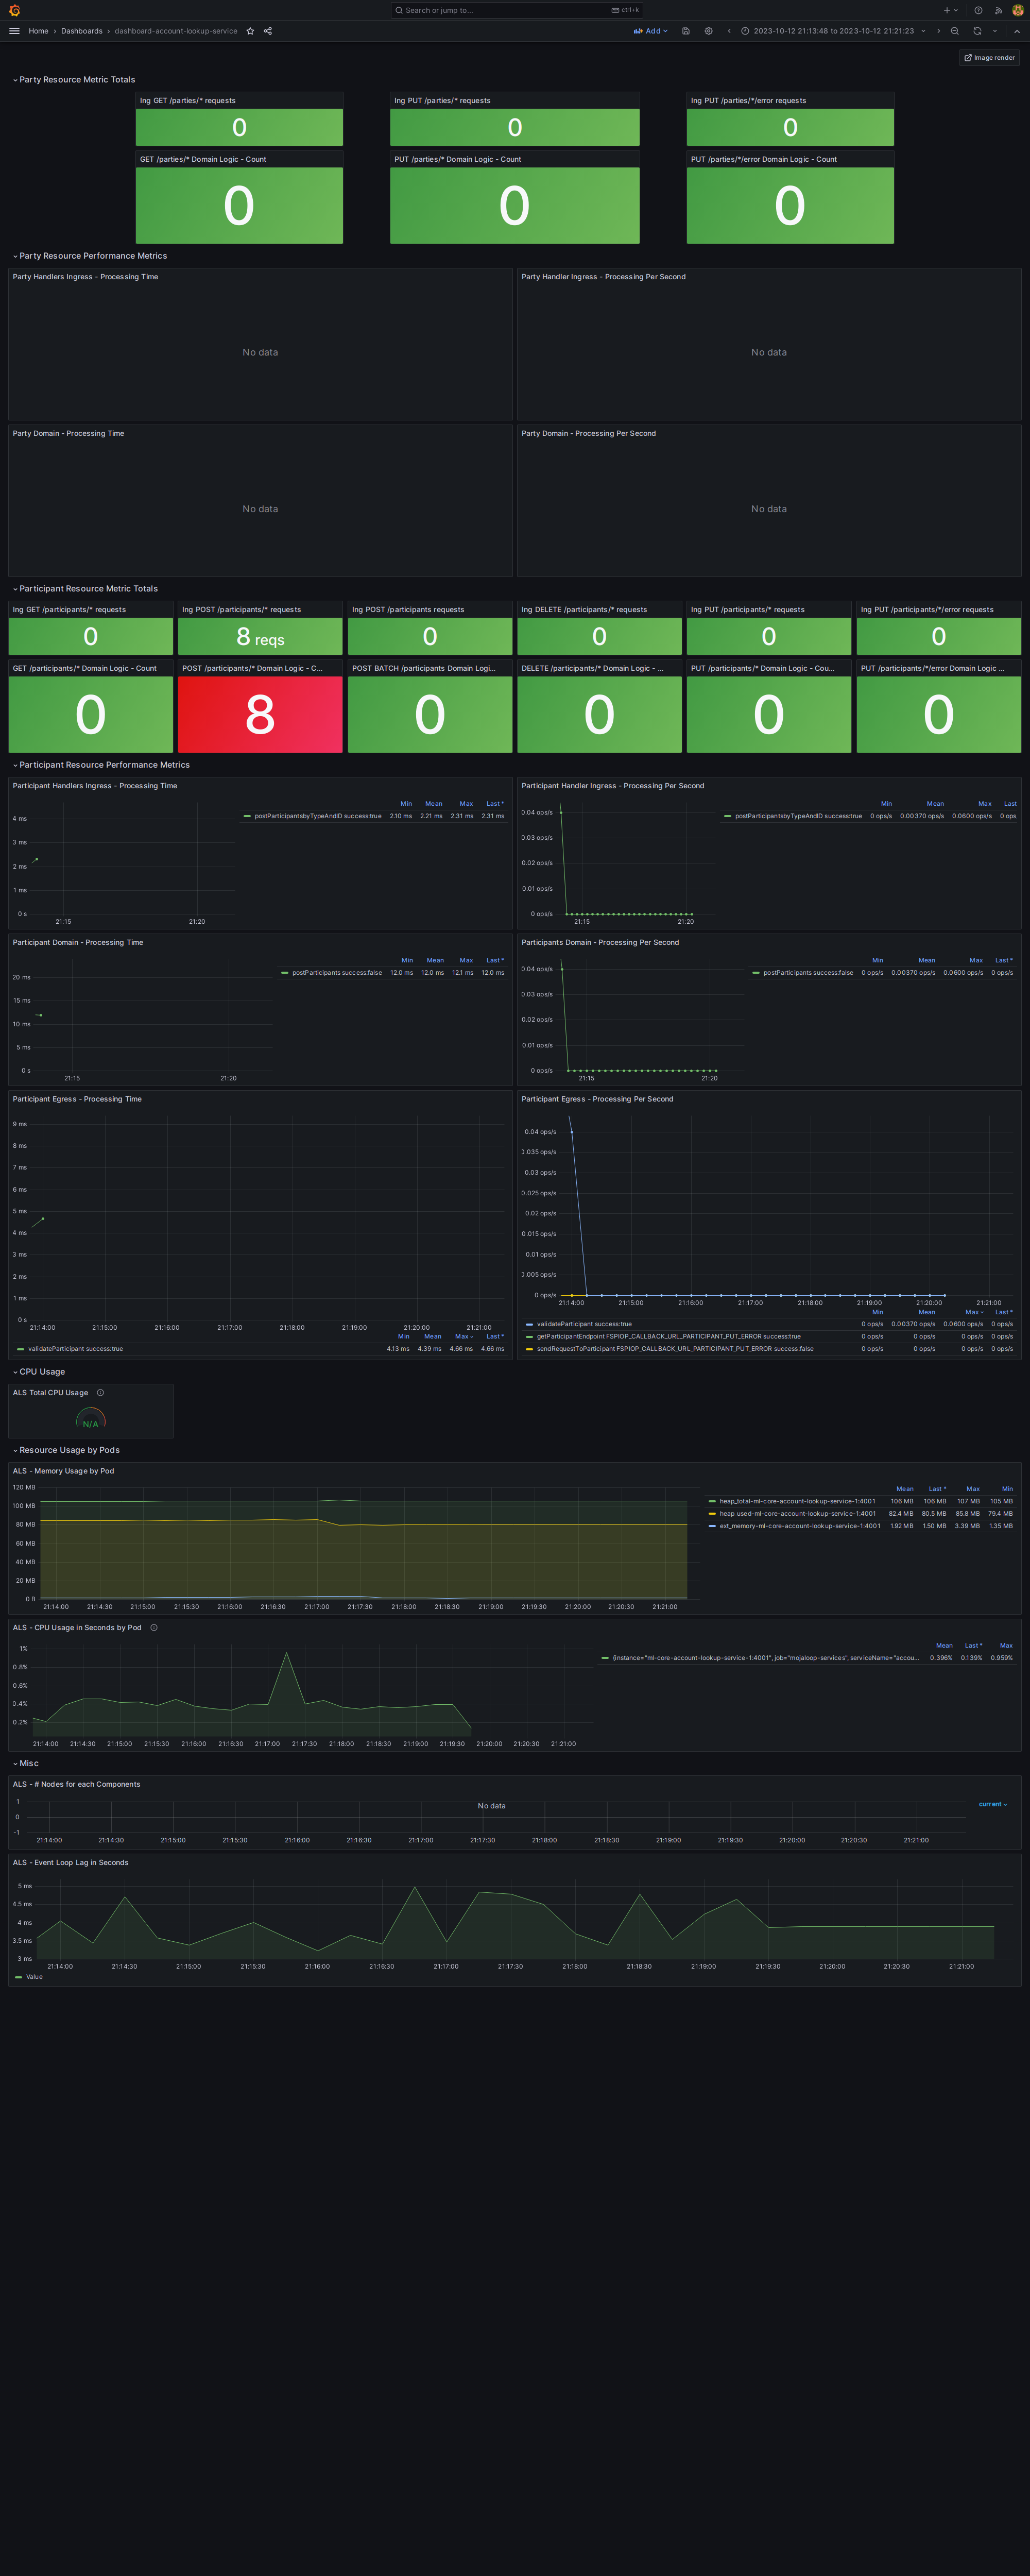 Search or jump to...
ctrl+k
Home › Dashboards › dashboard-account-lookup-service
Add
2023-10-12 21:13:48 to 2023-10-12 21:21:23
Image render
Party Resource Metric Totals
Ing GET /parties/* requests
0
Ing PUT /parties/* requests
0
Ing PUT /parties/*/error requests
0
GET /parties/* Domain Logic - Count
0
PUT /parties/* Domain Logic - Count
0
PUT /parties/*/error Domain Logic - Count
0
Party Resource Performance Metrics
Party Handlers Ingress - Processing Time
No data
Party Handler Ingress - Processing Per Second
No data
Party Domain - Processing Time
No data
Party Domain - Processing Per Second
No data
Participant Resource Metric Totals
Ing GET /participants/* requests
0
Ing POST /participants/* requests
8 reqs
Ing POST /participants requests
0
Ing DELETE /participants/* requests
0
Ing PUT /participants/* requests
0
Ing PUT /participants/*/error requests
0
GET /participants/* Domain Logic - Count
0
POST /participants/* Domain Logic - C...
8
POST BATCH /participants Domain Logi...
0
DELETE /participants/* Domain Logic - ...
0
PUT /participants/* Domain Logic - Cou...
0
PUT /participants/*/error Domain Logic ...
0
Participant Resource Performance Metrics
Participant Handlers Ingress - Processing Time
4 ms
3 ms
2 ms
1 ms
0 s
21:15 21:20
Min Mean Max Last *
postParticipantsbyTypeAndID success:true 2.10 ms 2.21 ms 2.31 ms 2.31 ms
Participant Handler Ingress - Processing Per Second
0.04 ops/s
0.03 ops/s
0.02 ops/s
0.01 ops/s
0 ops/s
21:15 21:20
Min Mean Max Last
postParticipantsbyTypeAndID success:true 0 ops/s 0.00370 ops/s 0.0600 ops/s 0 ops
Participant Domain - Processing Time
20 ms
15 ms
10 ms
5 ms
0 s
21:15 21:20
Min Mean Max Last *
postParticipants success:false 12.0 ms 12.0 ms 12.1 ms 12.0 ms
Participants Domain - Processing Per Second
0.04 ops/s
0.03 ops/s
0.02 ops/s
0.01 ops/s
0 ops/s
21:15 21:20
Min Mean Max Last *
postParticipants success:false 0 ops/s 0.00370 ops/s 0.0600 ops/s 0 ops/s
Participant Egress - Processing Time
9 ms
8 ms
7 ms
6 ms
5 ms
4 ms
3 ms
2 ms
1 ms
0 s
21:14:00 21:15:00 21:16:00 21:17:00 21:18:00 21:19:00 21:20:00 21:21:00
Min Mean Max Last *
validateParticipant success:true 4.13 ms 4.39 ms 4.66 ms 4.66 ms
Participant Egress - Processing Per Second
0.04 ops/s
0.035 ops/s
0.03 ops/s
0.025 ops/s
0.02 ops/s
0.015 ops/s
0.01 ops/s
0.005 ops/s
0 ops/s
21:14:00 21:15:00 21:16:00 21:17:00 21:18:00 21:19:00 21:20:00 21:21:00
Min Mean Max Last *
validateParticipant success:true 0 ops/s 0.00370 ops/s 0.0600 ops/s 0 ops/s
getParticipantEndpoint FSPIOP_CALLBACK_URL_PARTICIPANT_PUT_ERROR success:true 0 ops/s 0 ops/s 0 ops/s 0 ops/s
sendRequestToParticipant FSPIOP_CALLBACK_URL_PARTICIPANT_PUT_ERROR success:false 0 ops/s 0 ops/s 0 ops/s 0 ops/s
CPU Usage
ALS Total CPU Usage
N/A
Resource Usage by Pods
ALS - Memory Usage by Pod
120 MB
100 MB
80 MB
60 MB
40 MB
20 MB
0 B
21:14:00 21:14:30 21:15:00 21:15:30 21:16:00 21:16:30 21:17:00 21:17:30 21:18:00 21:18:30 21:19:00 21:19:30 21:20:00 21:20:30 21:21:00
Mean Last * Max Min
heap_total-ml-core-account-lookup-service-1:4001 106 MB 106 MB 107 MB 105 MB
heap_used-ml-core-account-lookup-service-1:4001 82.4 MB 80.5 MB 85.8 MB 79.4 MB
ext_memory-ml-core-account-lookup-service-1:4001 1.92 MB 1.50 MB 3.39 MB 1.35 MB
ALS - CPU Usage in Seconds by Pod
1%
0.8%
0.6%
0.4%
0.2%
21:14:00 21:14:30 21:15:00 21:15:30 21:16:00 21:16:30 21:17:00 21:17:30 21:18:00 21:18:30 21:19:00 21:19:30 21:20:00 21:20:30 21:21:00
Mean Last * Max
{instance="ml-core-account-lookup-service-1:4001", job="mojaloop-services", serviceName="accou... 0.396% 0.139% 0.959%
Misc
ALS - # Nodes for each Components
1
0
-1
No data
current
21:14:00 21:14:30 21:15:00 21:15:30 21:16:00 21:16:30 21:17:00 21:17:30 21:18:00 21:18:30 21:19:00 21:19:30 21:20:00 21:20:30 21:21:00
ALS - Event Loop Lag in Seconds
5 ms
4.5 ms
4 ms
3.5 ms
3 ms
21:14:00 21:14:30 21:15:00 21:15:30 21:16:00 21:16:30 21:17:00 21:17:30 21:18:00 21:18:30 21:19:00 21:19:30 21:20:00 21:20:30 21:21:00
Value